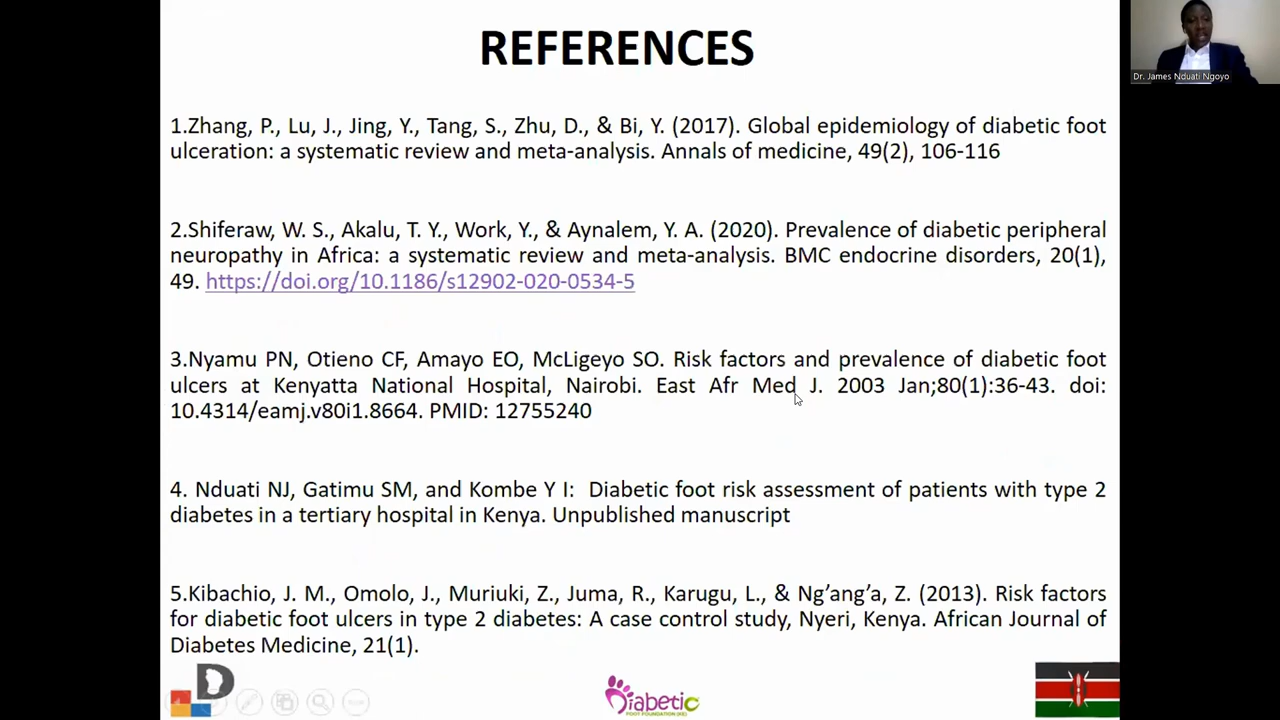 REFERENCES
Dr. James Nduati Ngoyo
1.Zhang, P., Lu, J., Jing, Y., Tang, S., Zhu, D., & Bi, Y. (2017). Global epidemiology of diabetic foot
ulceration: a systematic review and meta-analysis. Annals of medicine, 49(2), 106-116
2.Shiferaw, W. S., Akalu, T. Y., Work, Y., & Aynalem, Y. A. (2020). Prevalence of diabetic peripheral
neuropathy in Africa: a systematic review and meta-analysis. BMC endocrine disorders, 20(1),
49. https://doi.org/10.1186/s12902-020-0534-5
3.Nyamu PN, Otieno CF, Amayo EO, McLigeyo SO. Risk factors and prevalence of diabetic foot
ulcers at Kenyatta National Hospital, Nairobi. East Afr Med J. 2003 Jan;80(1):36-43. doi:
10.4314/eamj.v80i1.8664. PMID: 12755240
4. Nduati NJ, Gatimu SM, and Kombe Y I: Diabetic foot risk assessment of patients with type 2
diabetes in a tertiary hospital in Kenya. Unpublished manuscript
5.Kibachio, J. M., Omolo, J., Muriuki, Z., Juma, R., Karugu, L., & Ng’ang’a, Z. (2013). Risk factors
for diabetic foot ulcers in type 2 diabetes: A case control study, Nyeri, Kenya. African Journal of
Diabetes Medicine, 21(1).
D
Diabetic
FOOT FOUNDATION (KE)